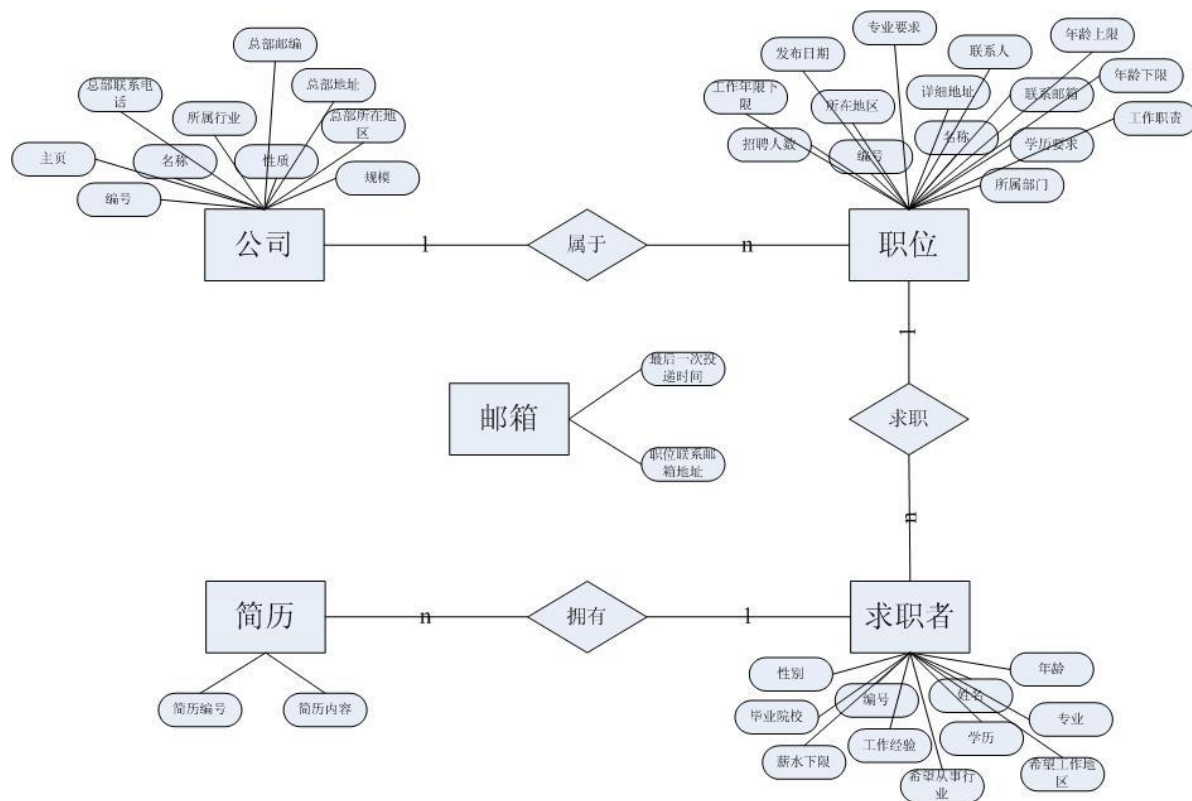 总部邮编
总部联系电
话
总部地址
所属行业
总部所在地
区
主页
名称
性质
规模
编号
专业要求
发布日期
联系人
年龄上限
工作年限下
限
所在地区
详细地址
联系邮箱
年龄下限
招聘人数
编号
名称
学历要求
工作职责
所属部门
公司
1
属于
n
职位
1
最后一次投
递时间
邮箱
求职
职位联系邮
箱地址
n
简历
n
拥有
1
求职者
简历编号
简历内容
性别
年龄
编号
姓名
毕业院校
专业
薪水下限
工作经验
学历
希望工作地
区
希望从事行
业